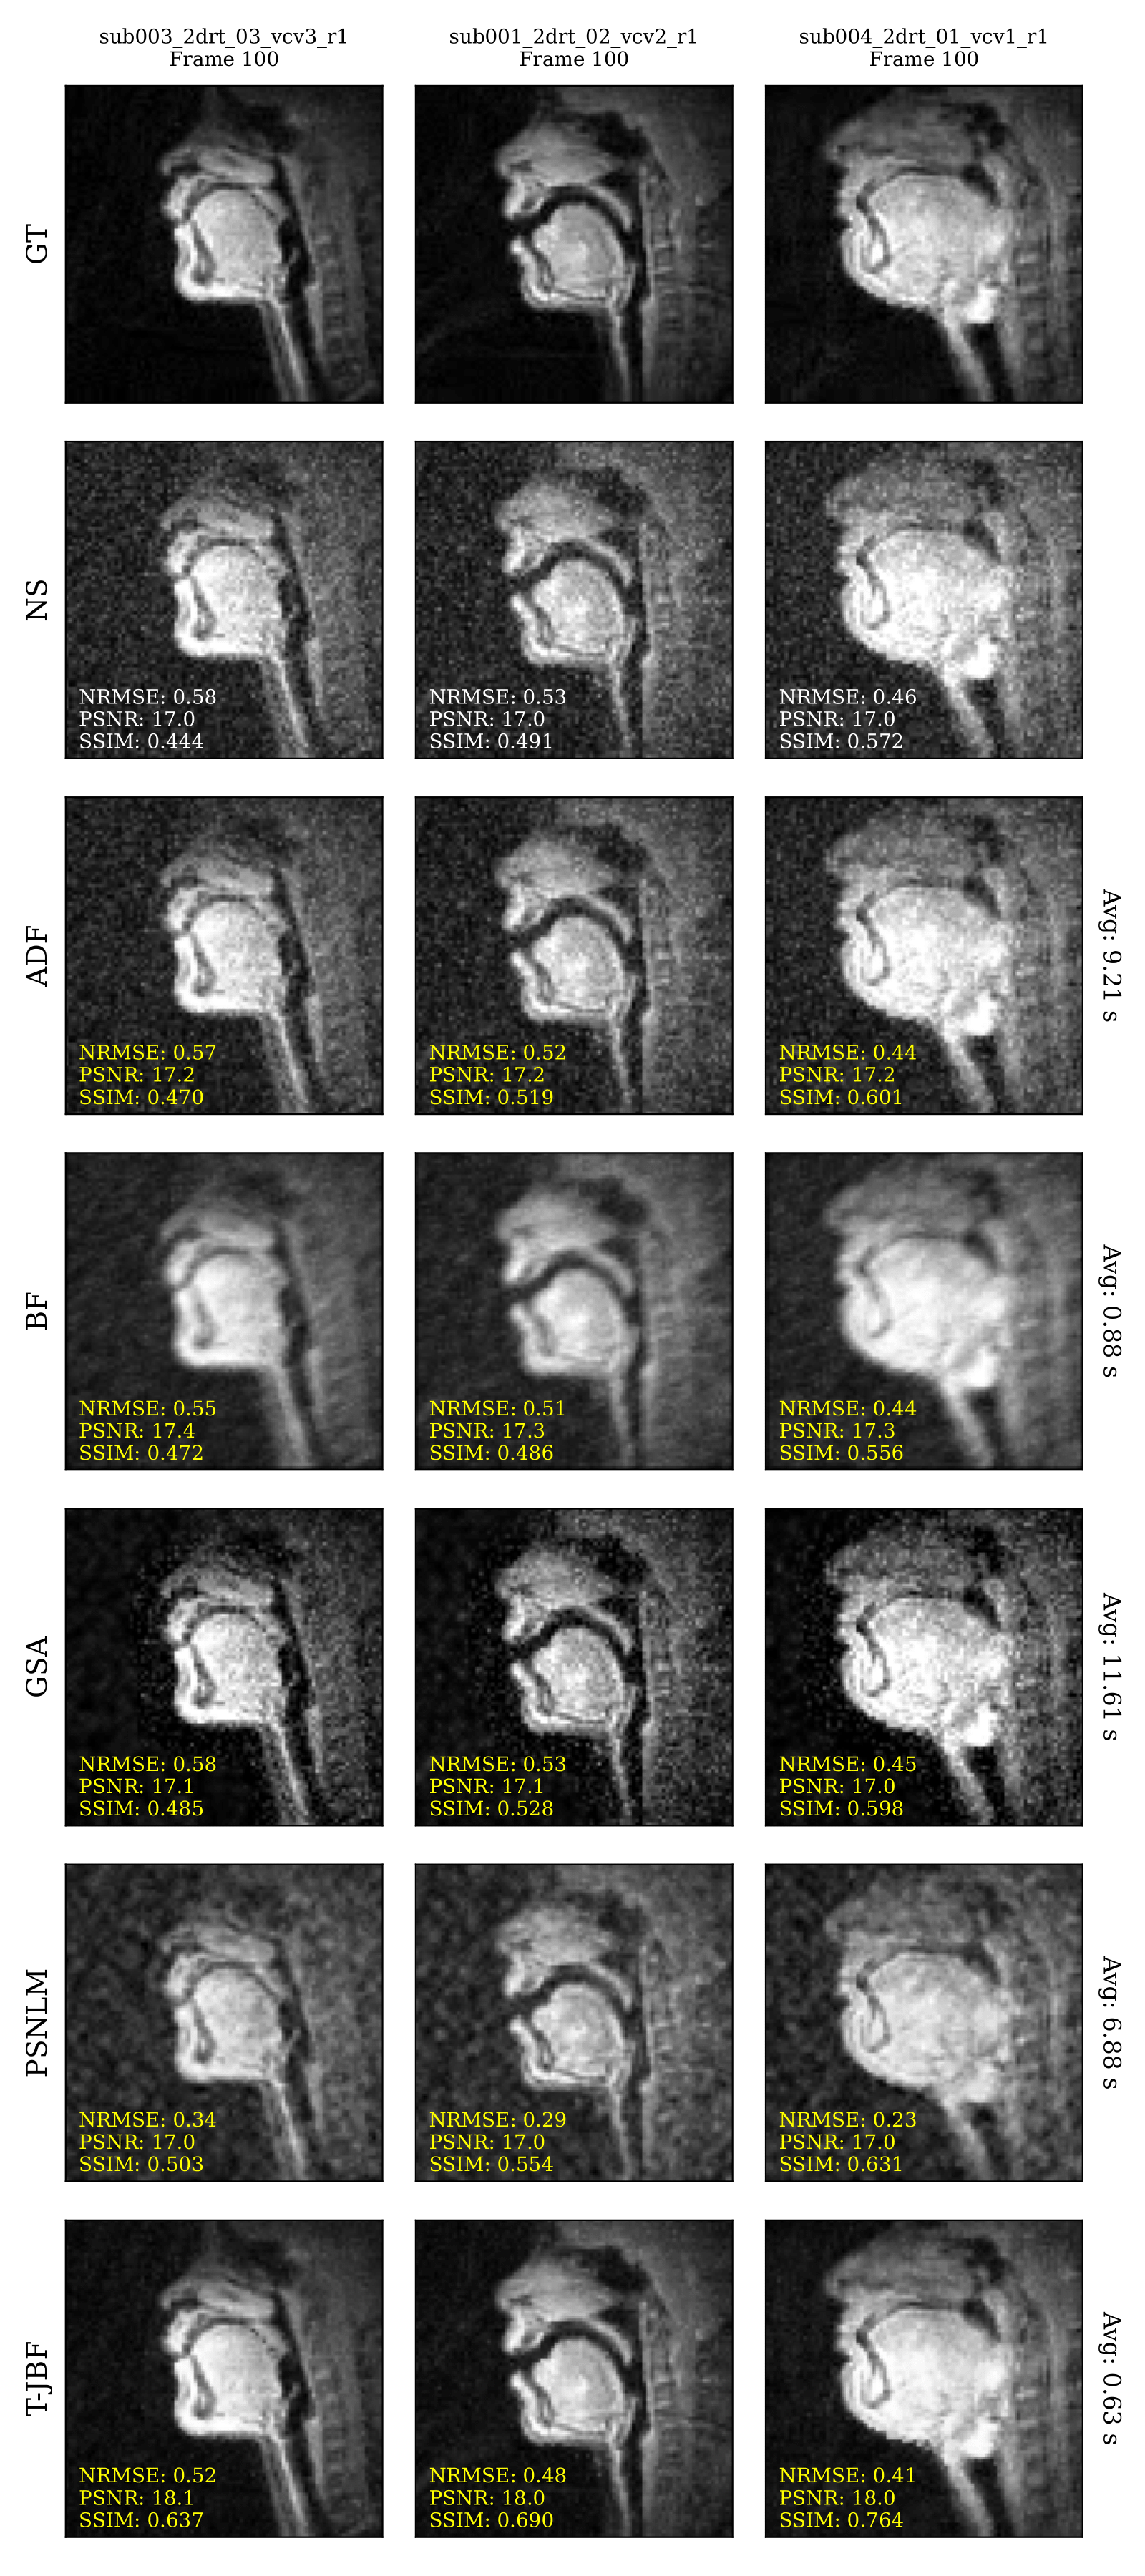 sub003_2drt_03_vcv3_r1
Frame 100
sub001_2drt_02_vcv2_r1
Frame 100
sub004_2drt_01_vcv1_r1
Frame 100
GT
NS
NRMSE: 0.58
PSNR: 17.0
SSIM: 0.444
NRMSE: 0.53
PSNR: 17.0
SSIM: 0.491
NRMSE: 0.46
PSNR: 17.0
SSIM: 0.572
ADF
NRMSE: 0.57
PSNR: 17.2
SSIM: 0.470
NRMSE: 0.52
PSNR: 17.2
SSIM: 0.519
NRMSE: 0.44
PSNR: 17.2
SSIM: 0.601
Avg: 9.21 s
BF
NRMSE: 0.55
PSNR: 17.4
SSIM: 0.472
NRMSE: 0.51
PSNR: 17.3
SSIM: 0.486
NRMSE: 0.44
PSNR: 17.3
SSIM: 0.556
Avg: 0.88 s
GSA
NRMSE: 0.58
PSNR: 17.1
SSIM: 0.485
NRMSE: 0.53
PSNR: 17.1
SSIM: 0.528
NRMSE: 0.45
PSNR: 17.0
SSIM: 0.598
Avg: 11.61 s
PSNLM
NRMSE: 0.34
PSNR: 17.0
SSIM: 0.503
NRMSE: 0.29
PSNR: 17.0
SSIM: 0.554
NRMSE: 0.23
PSNR: 17.0
SSIM: 0.631
Avg: 6.88 s
T-JBF
NRMSE: 0.52
PSNR: 18.1
SSIM: 0.637
NRMSE: 0.48
PSNR: 18.0
SSIM: 0.690
NRMSE: 0.41
PSNR: 18.0
SSIM: 0.764
Avg: 0.63 s